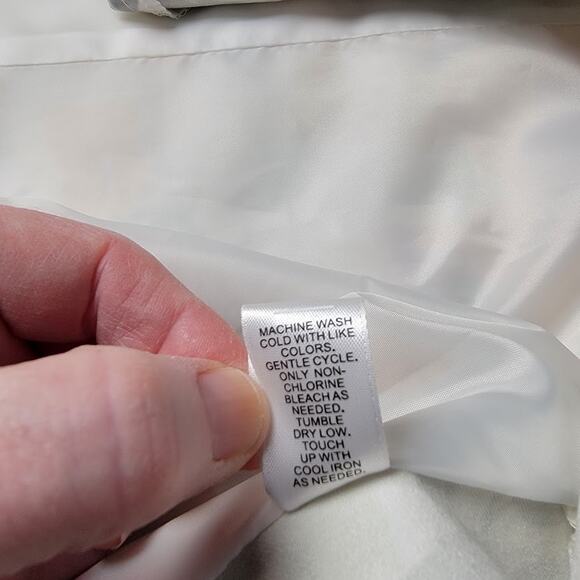 MACHINE WASH
COLD WITH LIKE
COLORS.
GENTLE CYCLE.
ONLY NON-
CHLORINE
BLEACH AS
NEEDED.
TUMBLE
DRY LOW.
TOUCH
UP WITH
COOL IRON
AS NEEDED.